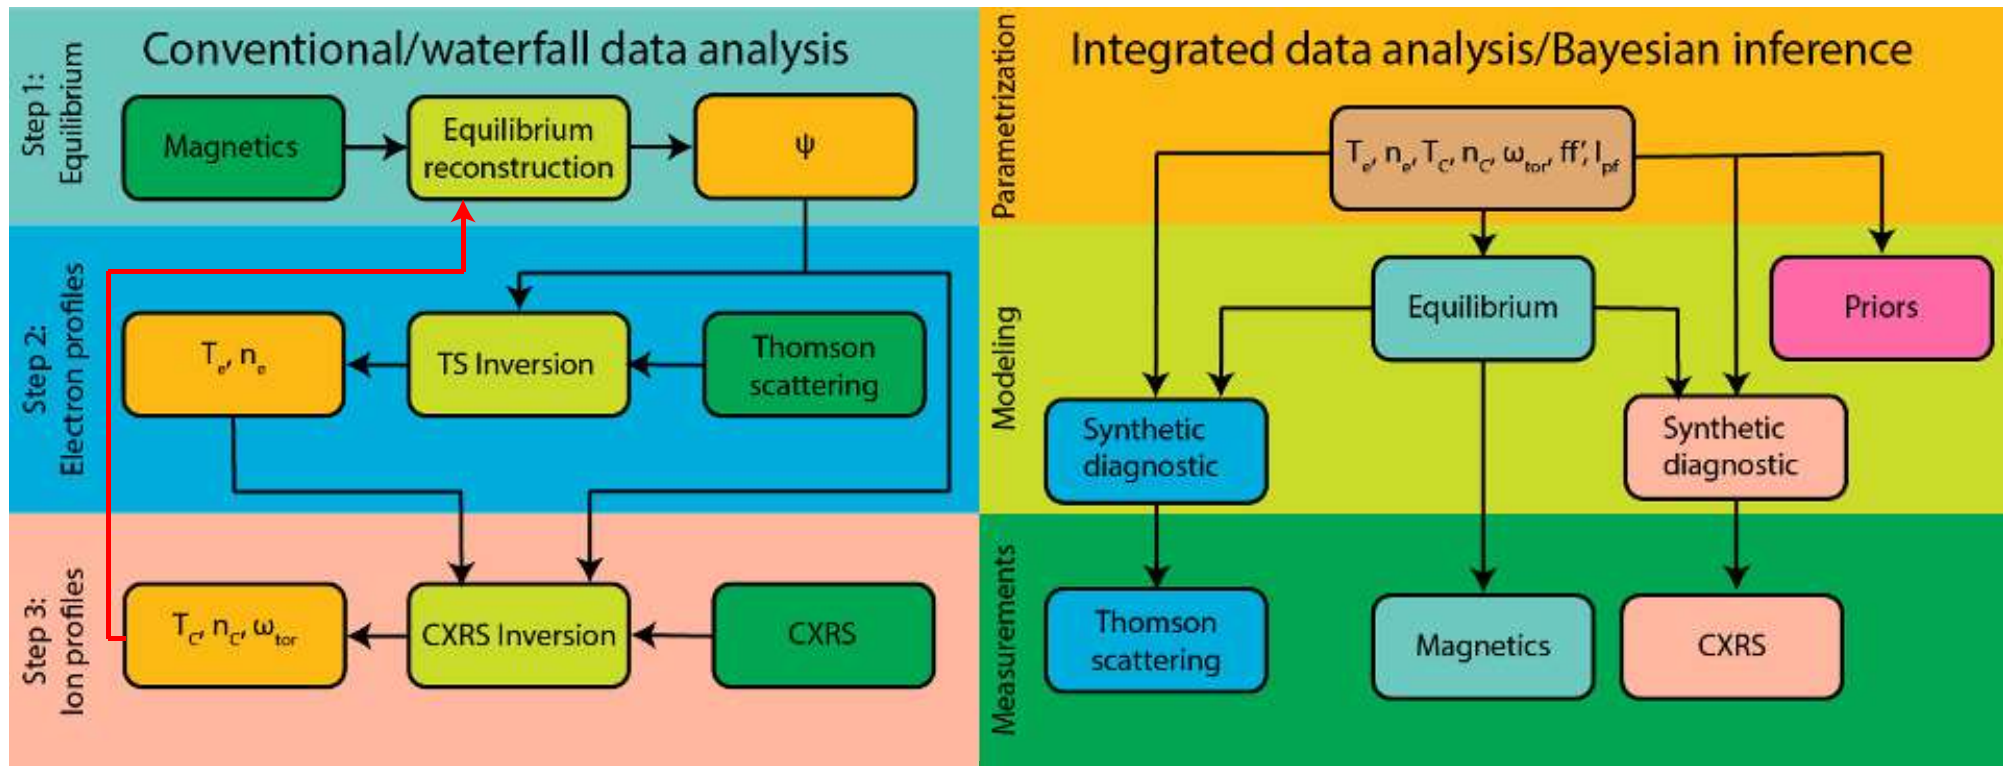 Conventional/waterfall data analysis
Step 1:
Equilibrium
Magnetics
Equilibrium
reconstruction
ψ
Step 2:
Electron profiles
Te, ne
TS Inversion
Thomson
scattering
Step 3:
Ion profiles
TC, nC, ωtor
CXRS Inversion
CXRS
Integrated data analysis/Bayesian inference
Parametrization
Te, ne, TC, nC, ωtor, ff', Ipf
Modeling
Equilibrium
Priors
Synthetic
diagnostic
Synthetic
diagnostic
Measurements
Thomson
scattering
Magnetics
CXRS